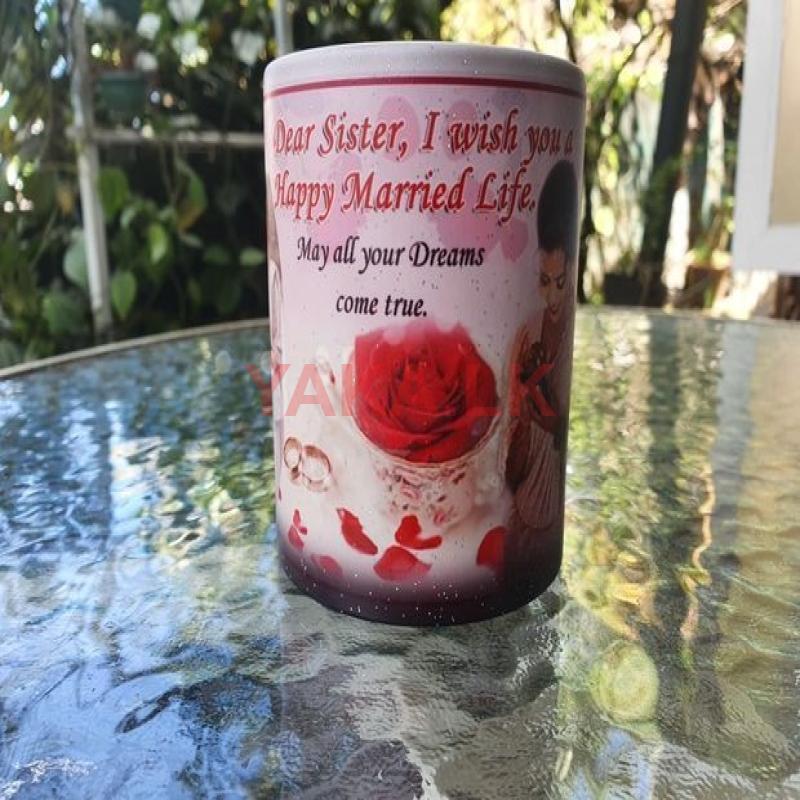 Dear Sister, I wish you a
Happy Married Life.
May all your Dreams
come true.